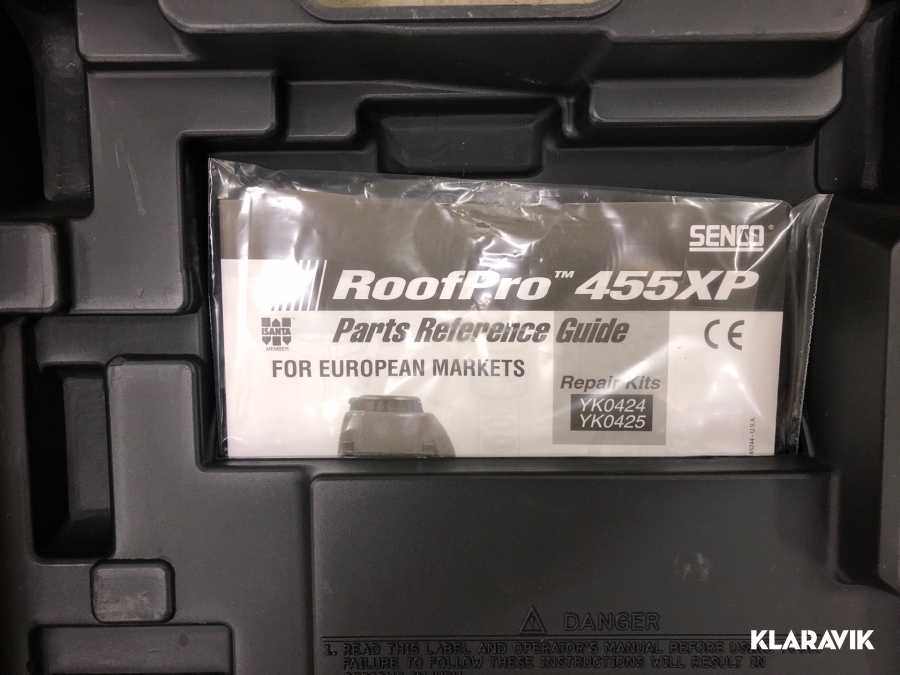 SENCO®
RoofPro™ 455XP
ISANTA
MEMBER
Parts Reference Guide
CE
FOR EUROPEAN MARKETS
Repair Kits
YK0424
YK0425
45244 - U.S.A.
DANGER
1. READ THIS LABEL AND OPERATOR'S MANUAL BEFORE
FAILURE TO FOLLOW THESE INSTRUCTIONS WILL RESULT IN
KLARAVIK